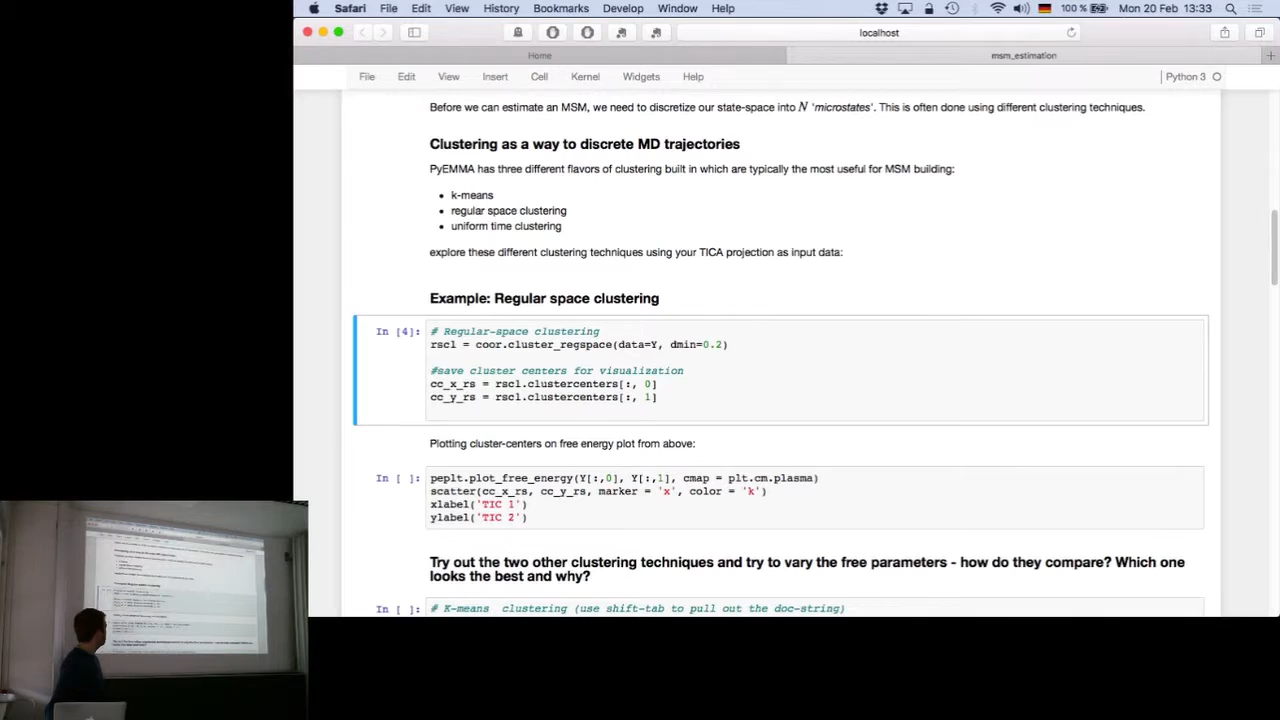 Safari File Edit View History Bookmarks Develop Window Help 100 % Mon 20 Feb 13:33
localhost
Home msm_estimation
File Edit View Insert Cell Kernel Widgets Help Python 3
Before we can estimate an MSM, we need to discretize our state-space into N 'microstates'. This is often done using different clustering techniques.
Clustering as a way to discrete MD trajectories
PyEMMA has three different flavors of clustering built in which are typically the most useful for MSM building:
• k-means
• regular space clustering
• uniform time clustering
explore these different clustering techniques using your TICA projection as input data:
Example: Regular space clustering
In [4]: # Regular-space clustering
rscl = coor.cluster_regspace(data=Y, dmin=0.2)
#save cluster centers for visualization
cc_x_rs = rscl.clustercenters[:, 0]
cc_y_rs = rscl.clustercenters[:, 1]
Plotting cluster-centers on free energy plot from above:
In [ ]: peplt.plot_free_energy(Y[:,0], Y[:,1], cmap = plt.cm.plasma)
scatter(cc_x_rs, cc_y_rs, marker = 'x', color = 'k')
xlabel('TIC 1')
ylabel('TIC 2')
Try out the two other clustering techniques and try to vary the free parameters - how do they compare? Which one
looks the best and why?
In [ ]: # K-means clustering (use shift-tab to pull out the doc-string)